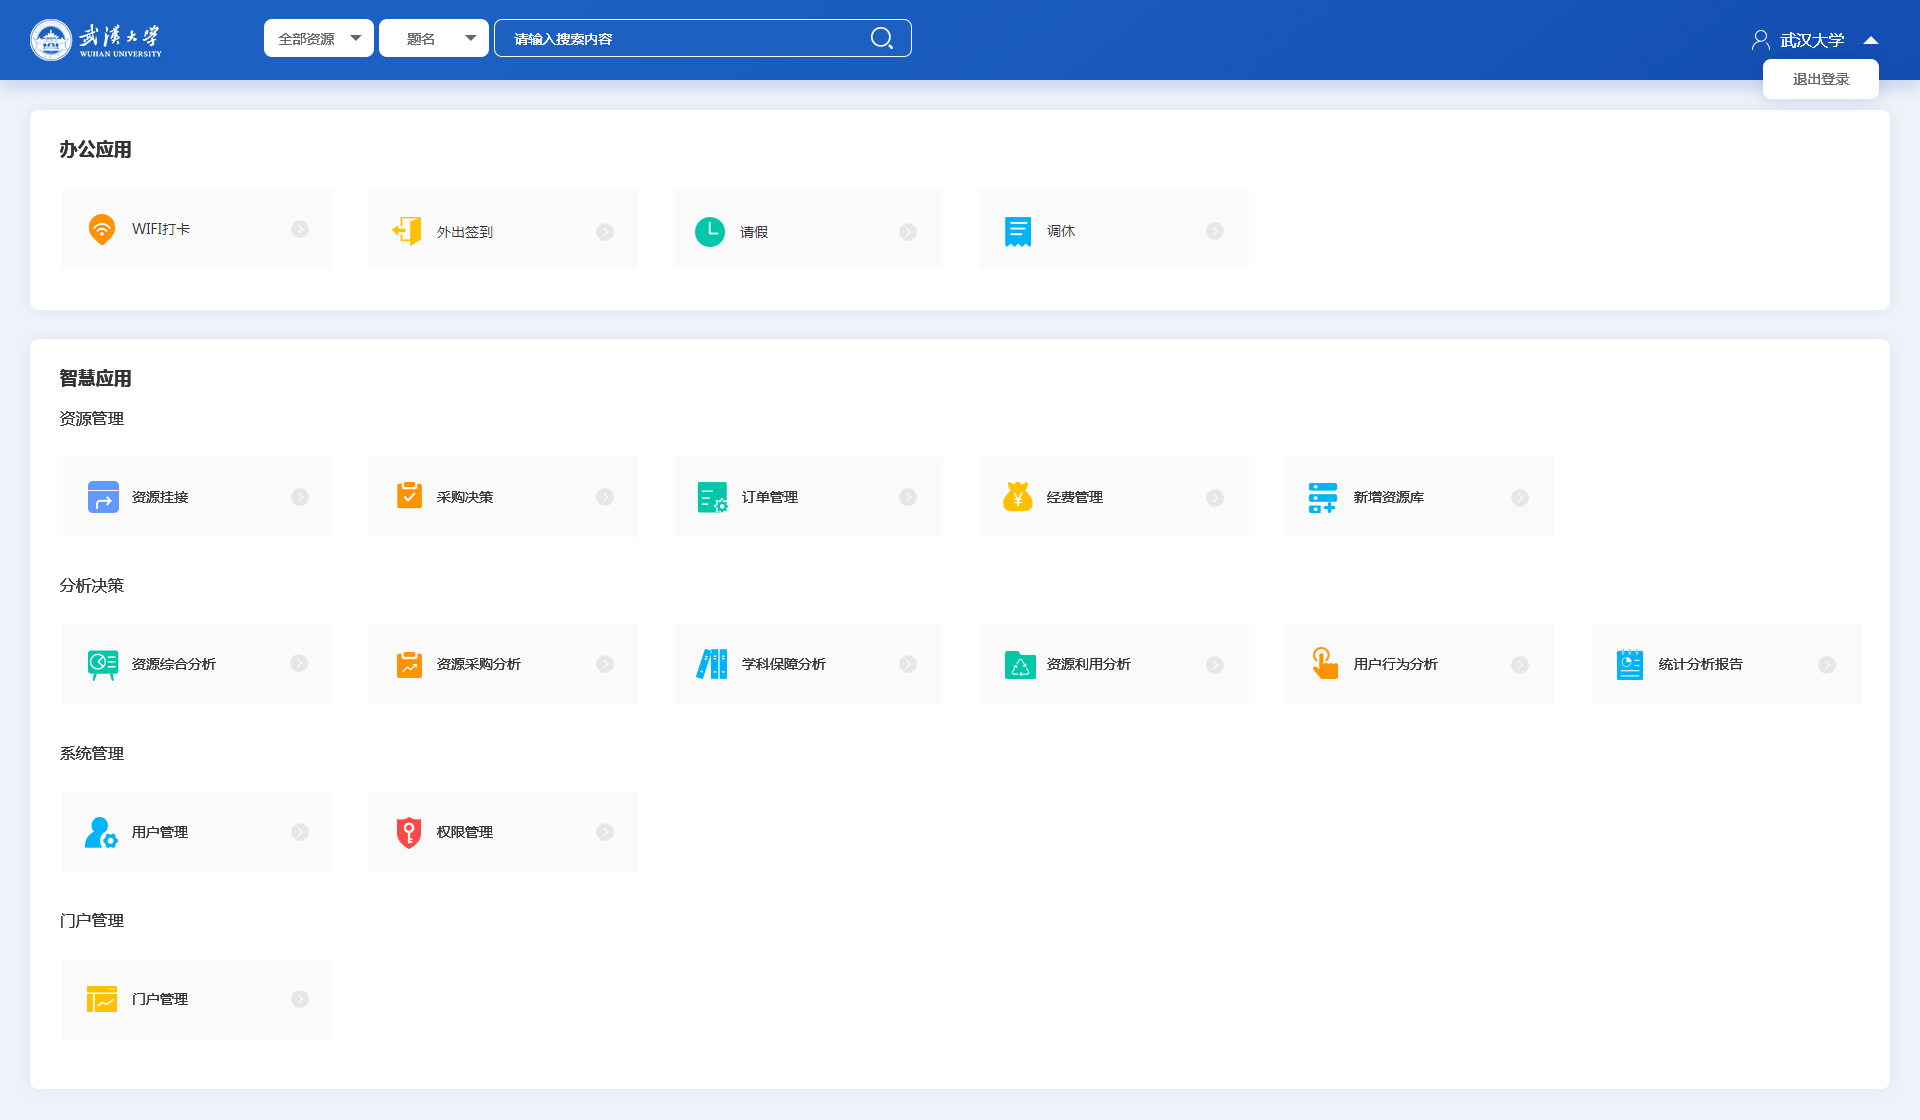 武漢大学
WUHAN UNIVERSITY
全部资源
题名
请输入搜索内容
武汉大学
退出登录
办公应用
WIFI打卡
外出签到
请假
调休
智慧应用
资源管理
资源挂接
采购决策
订单管理
经费管理
新增资源库
分析决策
资源综合分析
资源采购分析
学科保障分析
资源利用分析
用户行为分析
统计分析报告
系统管理
用户管理
权限管理
门户管理
门户管理